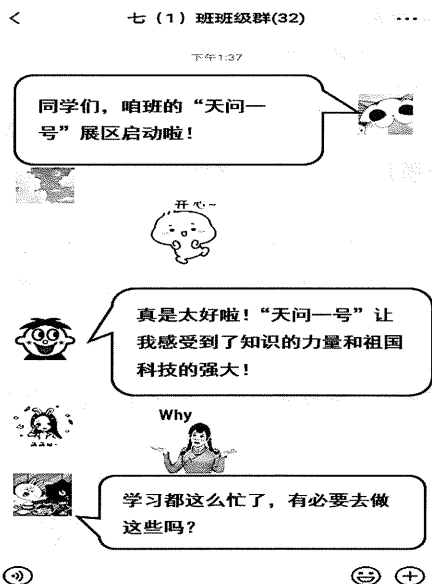 七（1）班班级群(32)
下午1:37
同学们，咱班的“天问一
号”展区启动啦！
开心~
真是太好啦！“天问一号”让
我感受到了知识的力量和祖国
科技的强大！
Why
学习都这么忙了，有必要去做
这些吗？